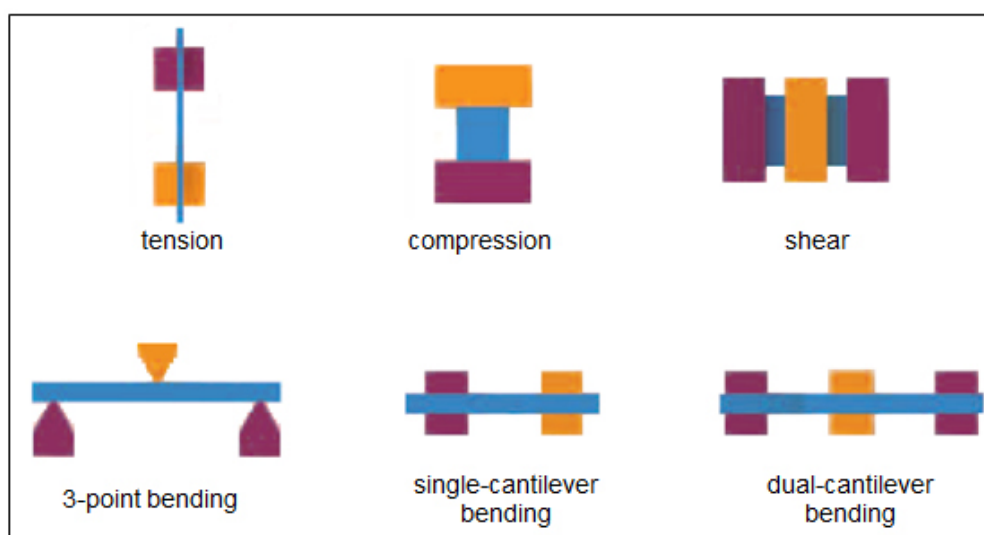 tension
compression
shear
3-point bending
single-cantilever
bending
dual-cantilever
bending